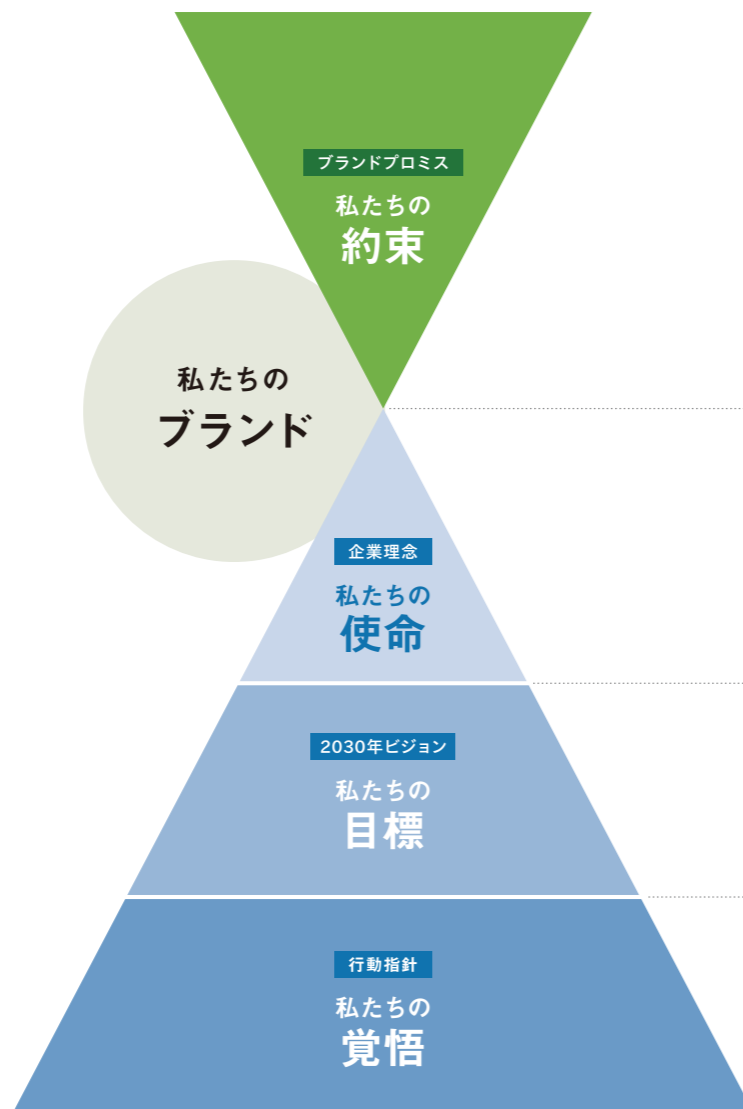 ブランドプロミス
私たちの
約束
私たちの
ブランド
企業理念
私たちの
使命
2030年ビジョン
私たちの
目標
行動指針
私たちの
覚悟